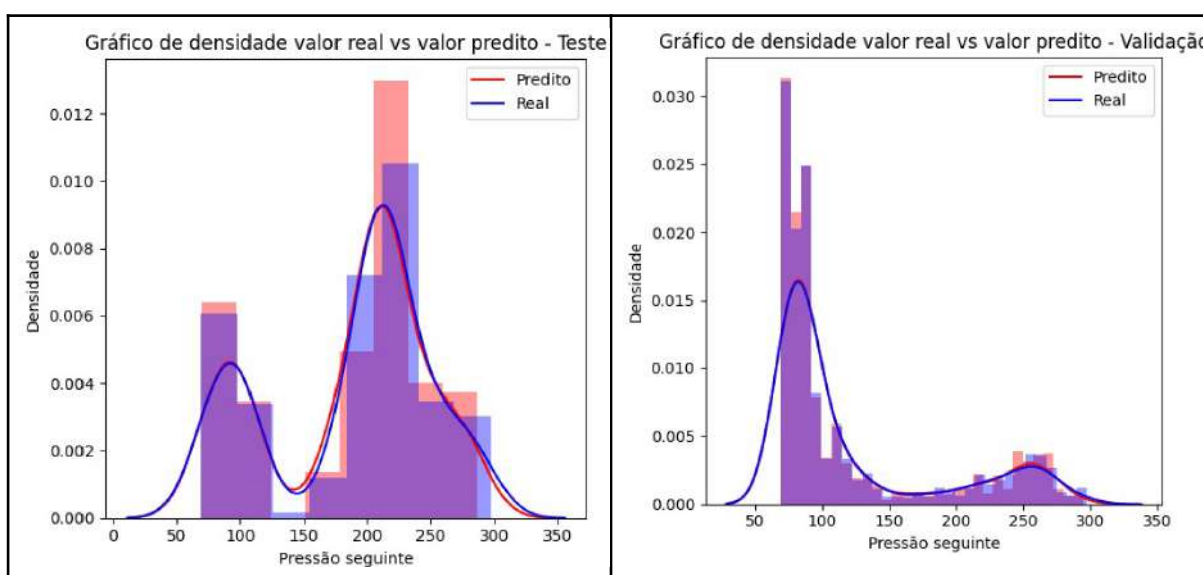 Gráfico de densidade valor real vs valor predito - Teste
Predito
Real
0.012
0.010
0.008
0.006
0.004
0.002
0.000
Densidade
0
50
100
150
200
250
300
350
Pressão seguinte
Gráfico de densidade valor real vs valor predito - Validação
Predito
Real
0.030
0.025
0.020
0.015
0.010
0.005
0.000
Densidade
50
100
150
200
250
300
350
Pressão seguinte